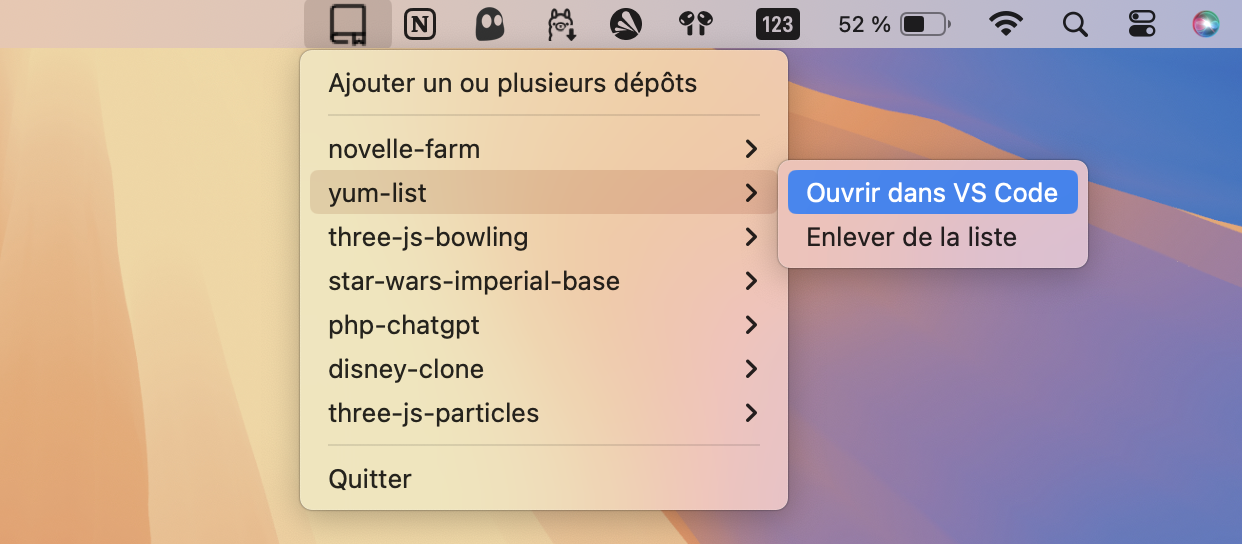 N
123
52 %
Ajouter un ou plusieurs dépôts
novelle-farm
yum-list
Ouvrir dans VS Code
three-js-bowling
Enlever de la liste
star-wars-imperial-base
php-chatgpt
disney-clone
three-js-particles
Quitter